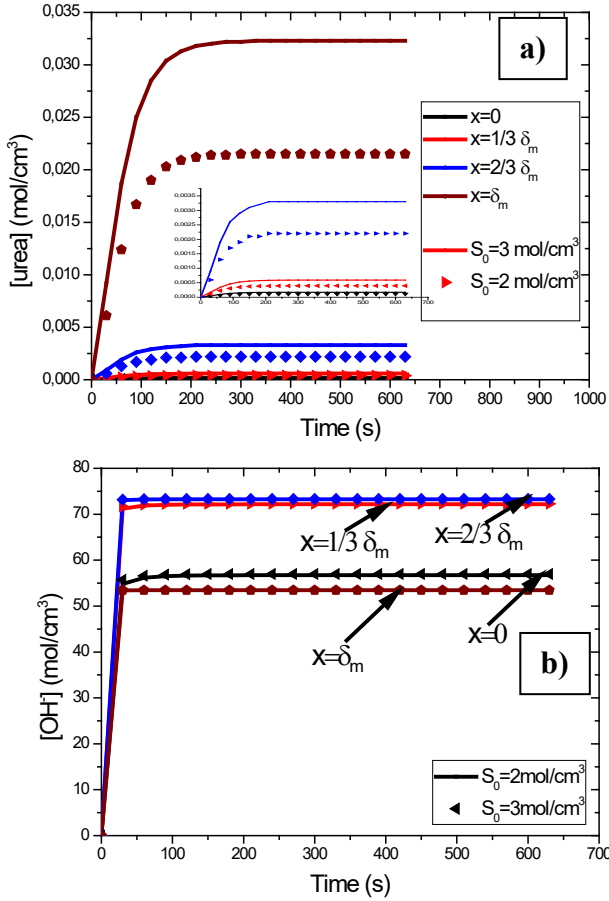 a)
0,035
0,030
0,025
0,020
0,015
0,010
0,005
0,000
[urea] (mol/cm³)
x=0
x=1/3 δm
x=2/3 δm
x=δm
S₀=3 mol/cm³
S₀=2 mol/cm³
0,0035
0,0030
0,0025
0,0020
0,0015
0,0010
0,0005
0,0000
0 100 200 300 400 500 600 700
0 100 200 300 400 500 600 700 800 900 1000
Time (s)
80
70
60
50
40
30
20
10
0
[OH⁻] (mol/cm³)
x=1/3 δm
x=2/3 δm
x=δm
x=0
b)
S₀=2mol/cm³
S₀=3mol/cm³
0 100 200 300 400 500 600 700
Time (s)